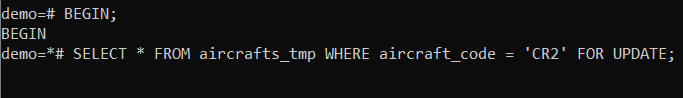 demo=# BEGIN;
BEGIN
demo=*# SELECT * FROM aircrafts_tmp WHERE aircraft_code = 'CR2' FOR UPDATE;